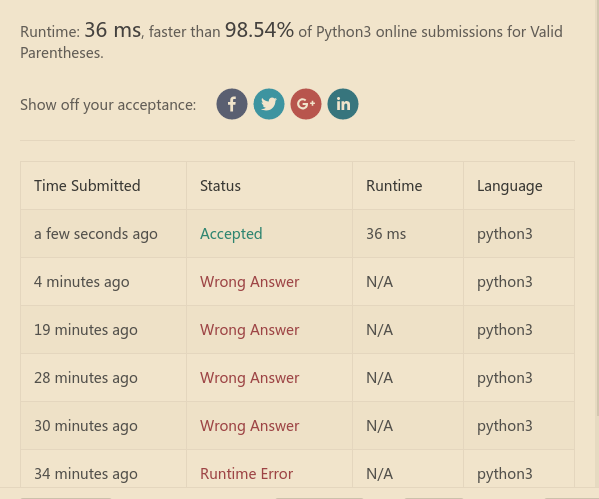 Runtime: 36 ms, faster than 98.54% of Python3 online submissions for Valid
Parentheses.
Show off your acceptance:
f
G+
in
Time Submitted Status Runtime Language
a few seconds ago Accepted 36 ms python3
4 minutes ago Wrong Answer N/A python3
19 minutes ago Wrong Answer N/A python3
28 minutes ago Wrong Answer N/A python3
30 minutes ago Wrong Answer N/A python3
34 minutes ago Runtime Error N/A python3